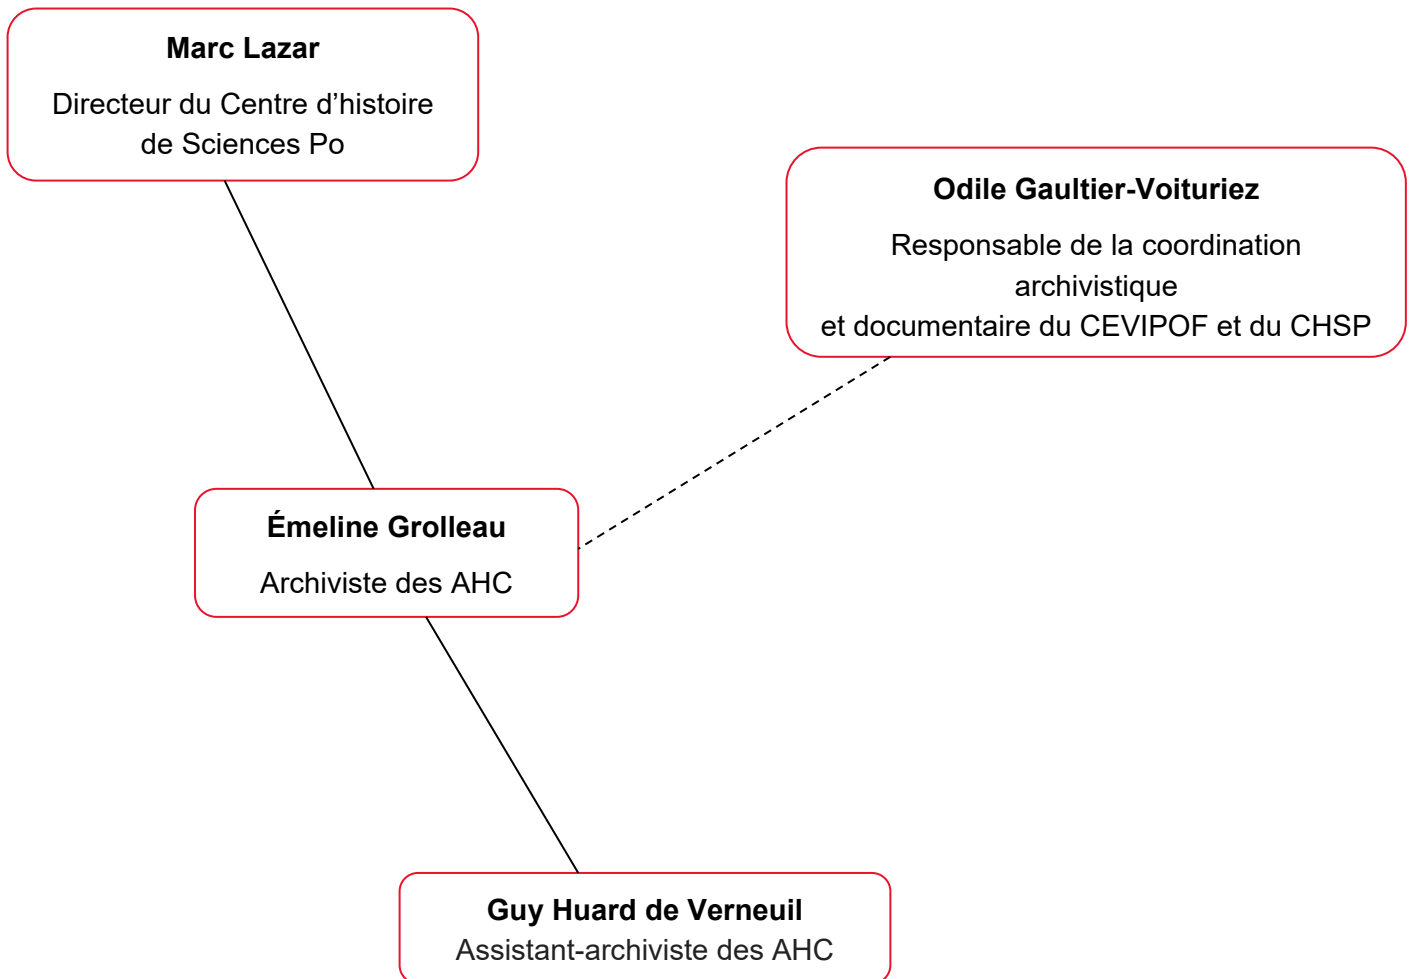 Marc Lazar
Directeur du Centre d’histoire
de Sciences Po
Odile Gaultier-Voituriez
Responsable de la coordination
archivistique
et documentaire du CEVIPOF et du CHSP
Émeline Grolleau
Archiviste des AHC
Guy Huard de Verneuil
Assistant-archiviste des AHC